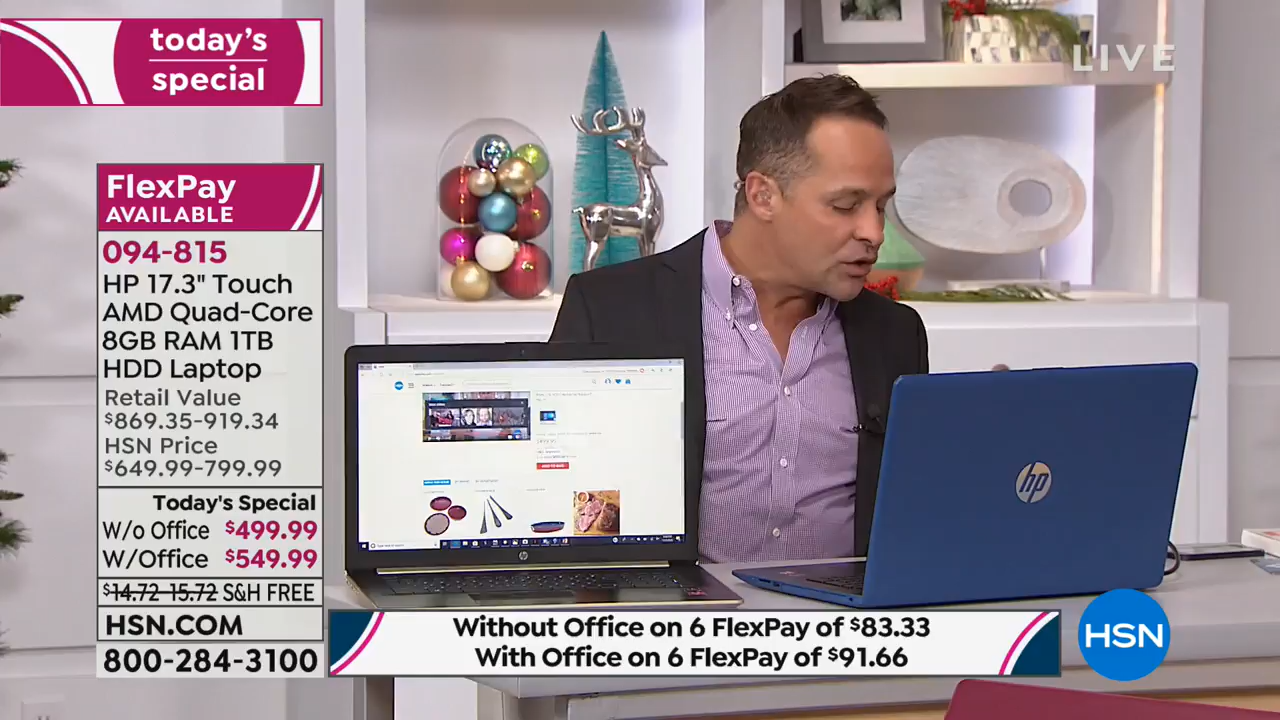 today's
special
LIVE
FlexPay
AVAILABLE
094-815
HP 17.3" Touch
AMD Quad-Core
8GB RAM 1TB
HDD Laptop
Retail Value
$869.35-919.34
HSN Price
$649.99-799.99
Today's Special
W/o Office $499.99
W/Office $549.99
$14.72-15.72 S&H FREE
HSN.COM
800-284-3100
hp
Without Office on 6 FlexPay of $83.33
With Office on 6 FlexPay of $91.66
HSN